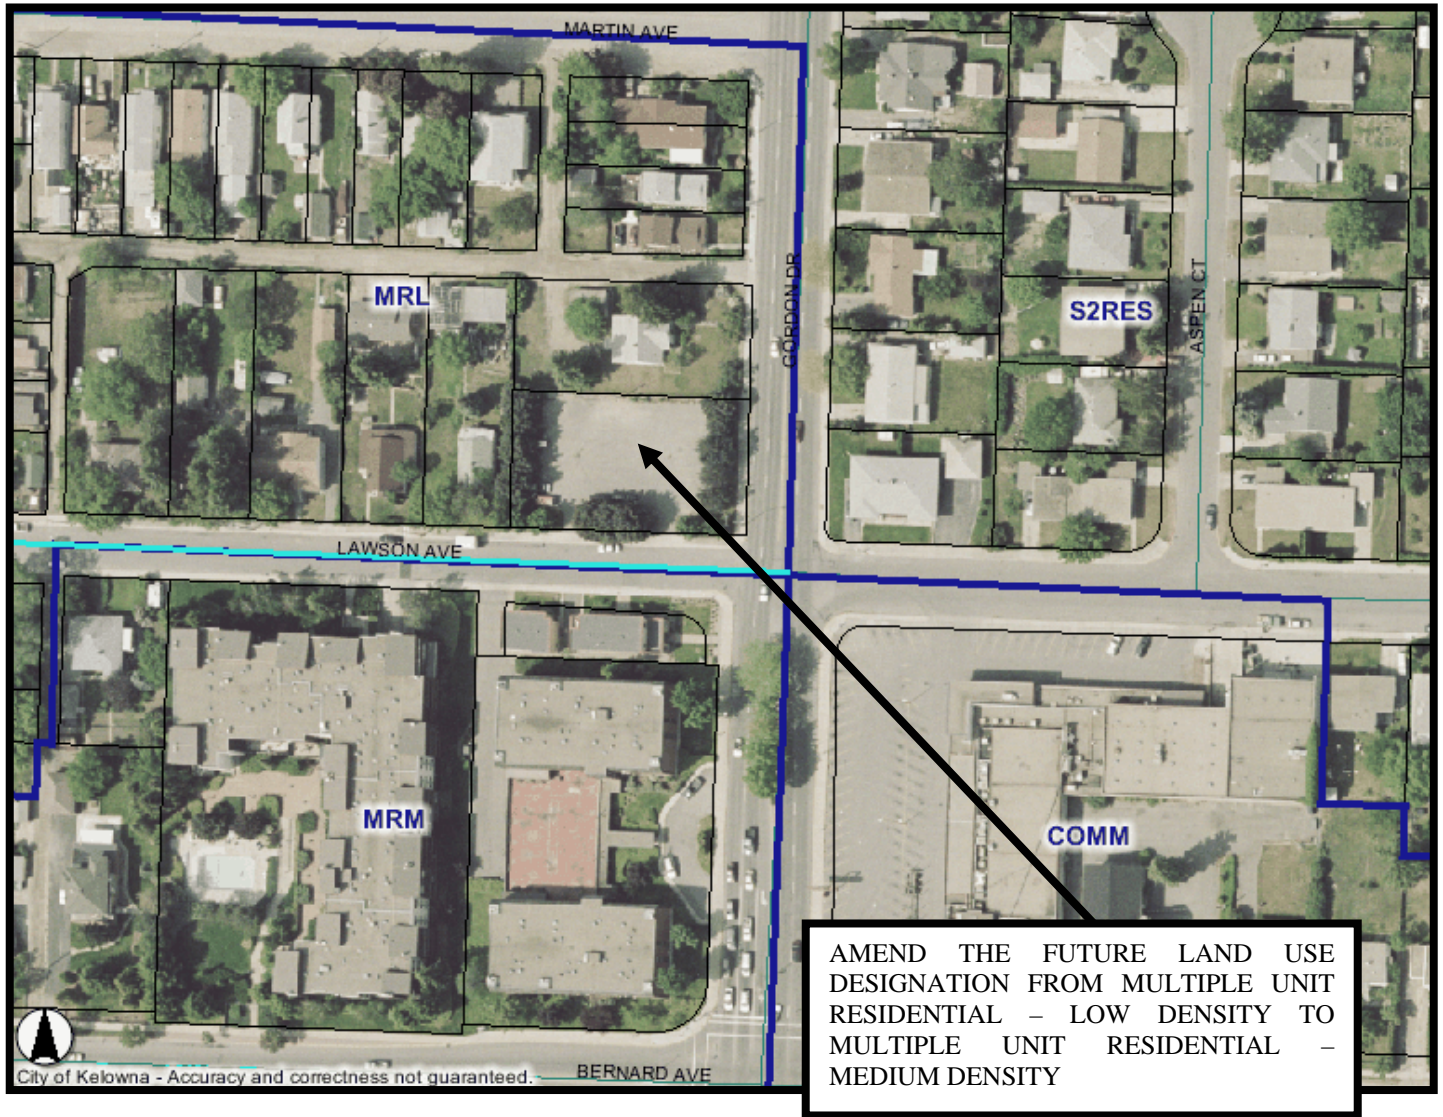 MARTIN AVE
GORDON DR
ASPEN CT
MRL
S2RES
LAWSON AVE
MRM
COMM
AMEND THE FUTURE LAND USE
DESIGNATION FROM MULTIPLE UNIT
RESIDENTIAL – LOW DENSITY TO
MULTIPLE UNIT RESIDENTIAL –
MEDIUM DENSITY
City of Kelowna - Accuracy and correctness not guaranteed.
BERNARD AVE